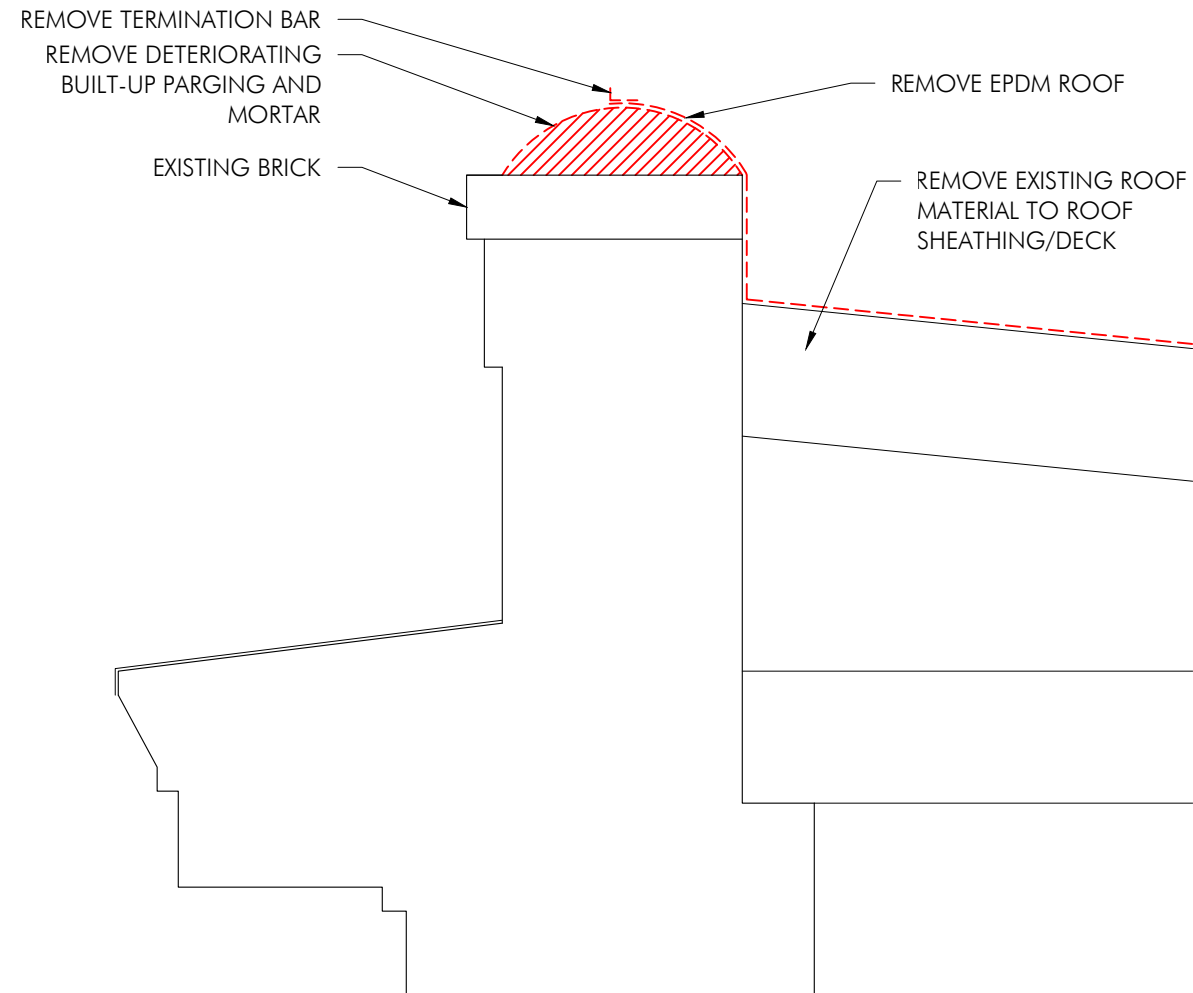 REMOVE TERMINATION BAR
REMOVE DETERIORATING
BUILT-UP PARGING AND
MORTAR
EXISTING BRICK
REMOVE EPDM ROOF
REMOVE EXISTING ROOF
MATERIAL TO ROOF
SHEATHING/DECK